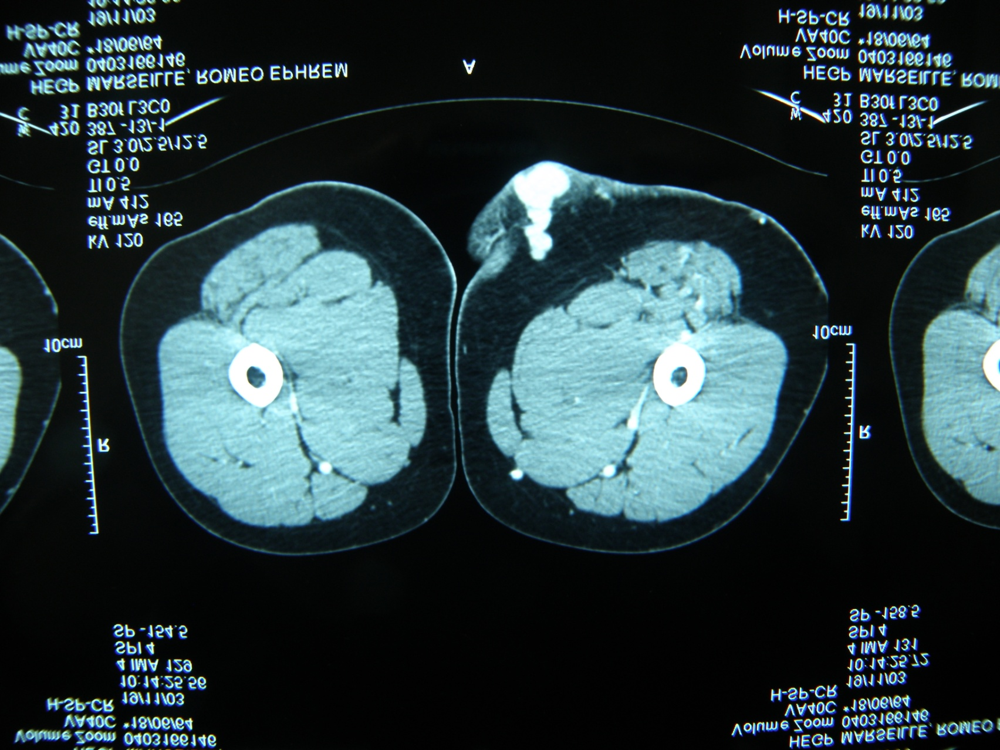 Volume Zoom 0403166146
VA40C *18/06/64
H-SP-CR 19/11/03
10:14:25.56
4 IMA 129
SPI 4
SP -154.5
R
10cm
kV 120
eff.mAs 165
mA 412
TI 0.5
GT 0.0
SL 3.0/2.5/12.5
W 420 387 -13/-1
C 31 B30f L3C0
A
HEGP MARSEILLE, ROMEO EPHREM
Zoom 0403166146
VA40C *18/06/64
H-SP-CR 19/11/03
HEGP MARSEILLE, ROMEO
Volume Zoom 0403166146
VA40C *18/06/64
H-SP-CR 19/11/03
10:14:25.72
4 IMA 131
SPI 4
SP -158.5
R
10cm
kV 120
eff.mAs 165
mA 412
TI 0.5
GT 0.0
SL 3.0/2.5/12.5
W 420 387 -13/-1
C 31 B30f L3C0
HEGP MARSEILLE,
Volume Zoom 0403166146
VA40C *18/06/64
H-SP-CR 19/11/03